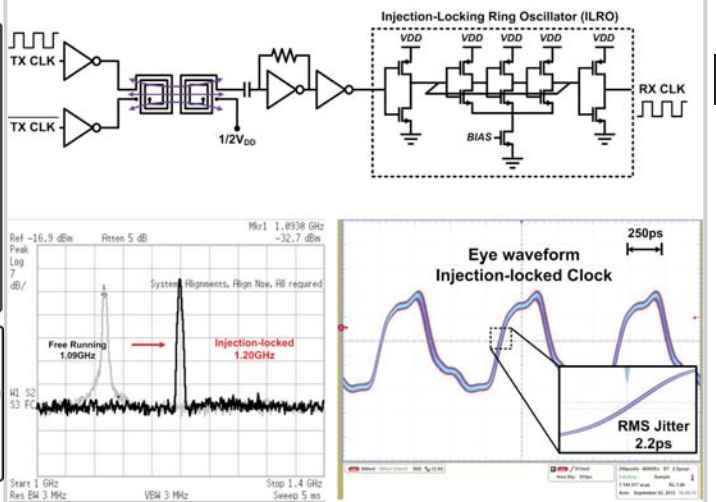 Injection-Locking Ring Oscillator (ILRO)
VDD VDD VDD VDD VDD
TX CLK
RX CLK
TX CLK
BIAS
1/2VDD
Mkr1 1.0930 GHz
Ref -16.9 dBm Atten 5 dB -32.7 dBm
Peak
Log
7
dB/
System, Alignments, Align Now, All required
Free Running
1.09GHz
Injection-locked
1.20GHz
W1 S2
S3 FC
Start 1 GHz Stop 1.4 GHz
Res BW 3 MHz VBW 3 MHz Sweep 5 ms
250ps
Eye waveform
Injection-locked Clock
RMS Jitter
2.2ps